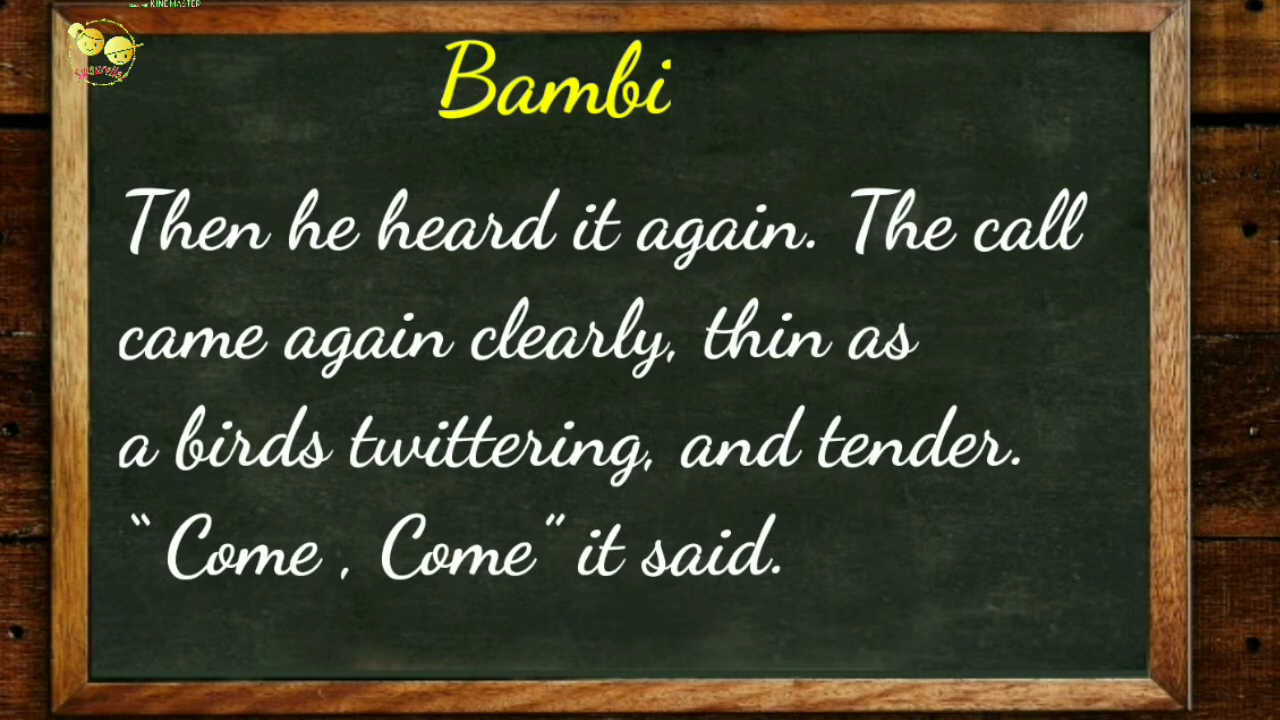 KINEMASTER
Bambi
Then he heard it again. The call
came again clearly, thin as
a birds twittering, and tender.
“ Come , Come ” it said.